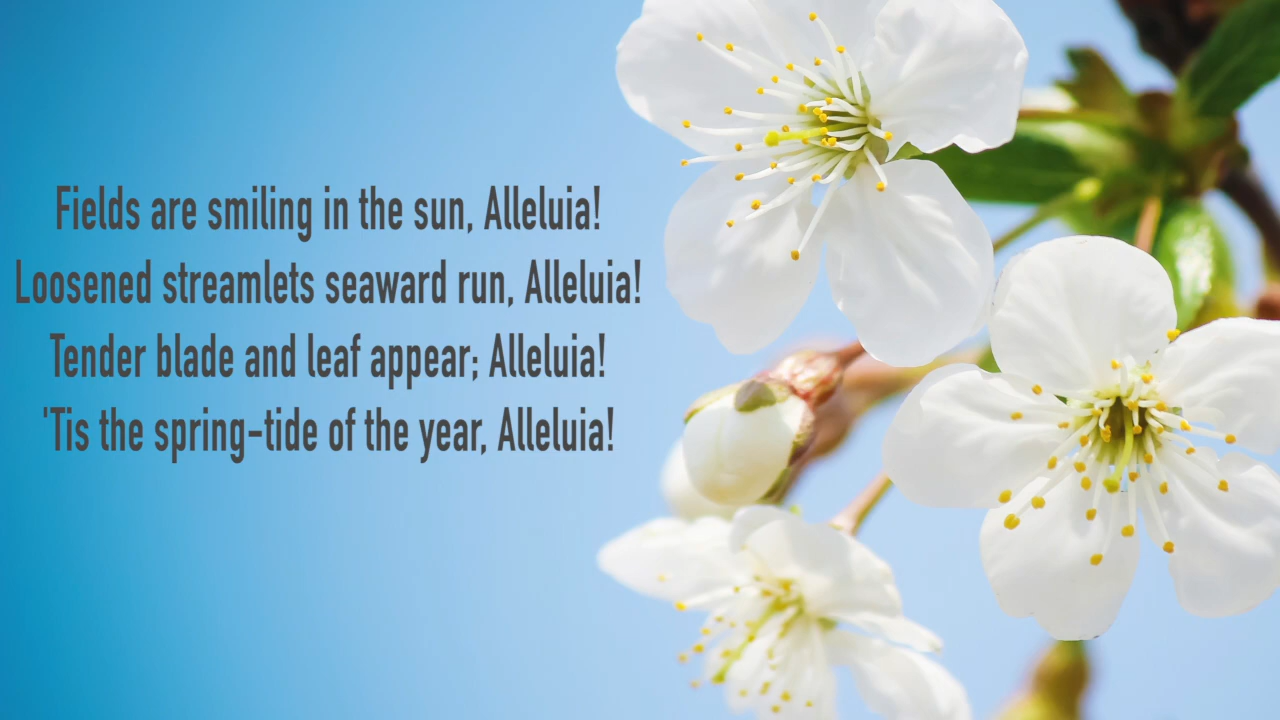 Fields are smiling in the sun, Alleluia!
Loosened streamlets seaward run, Alleluia!
Tender blade and leaf appear; Alleluia!
'Tis the spring-tide of the year, Alleluia!